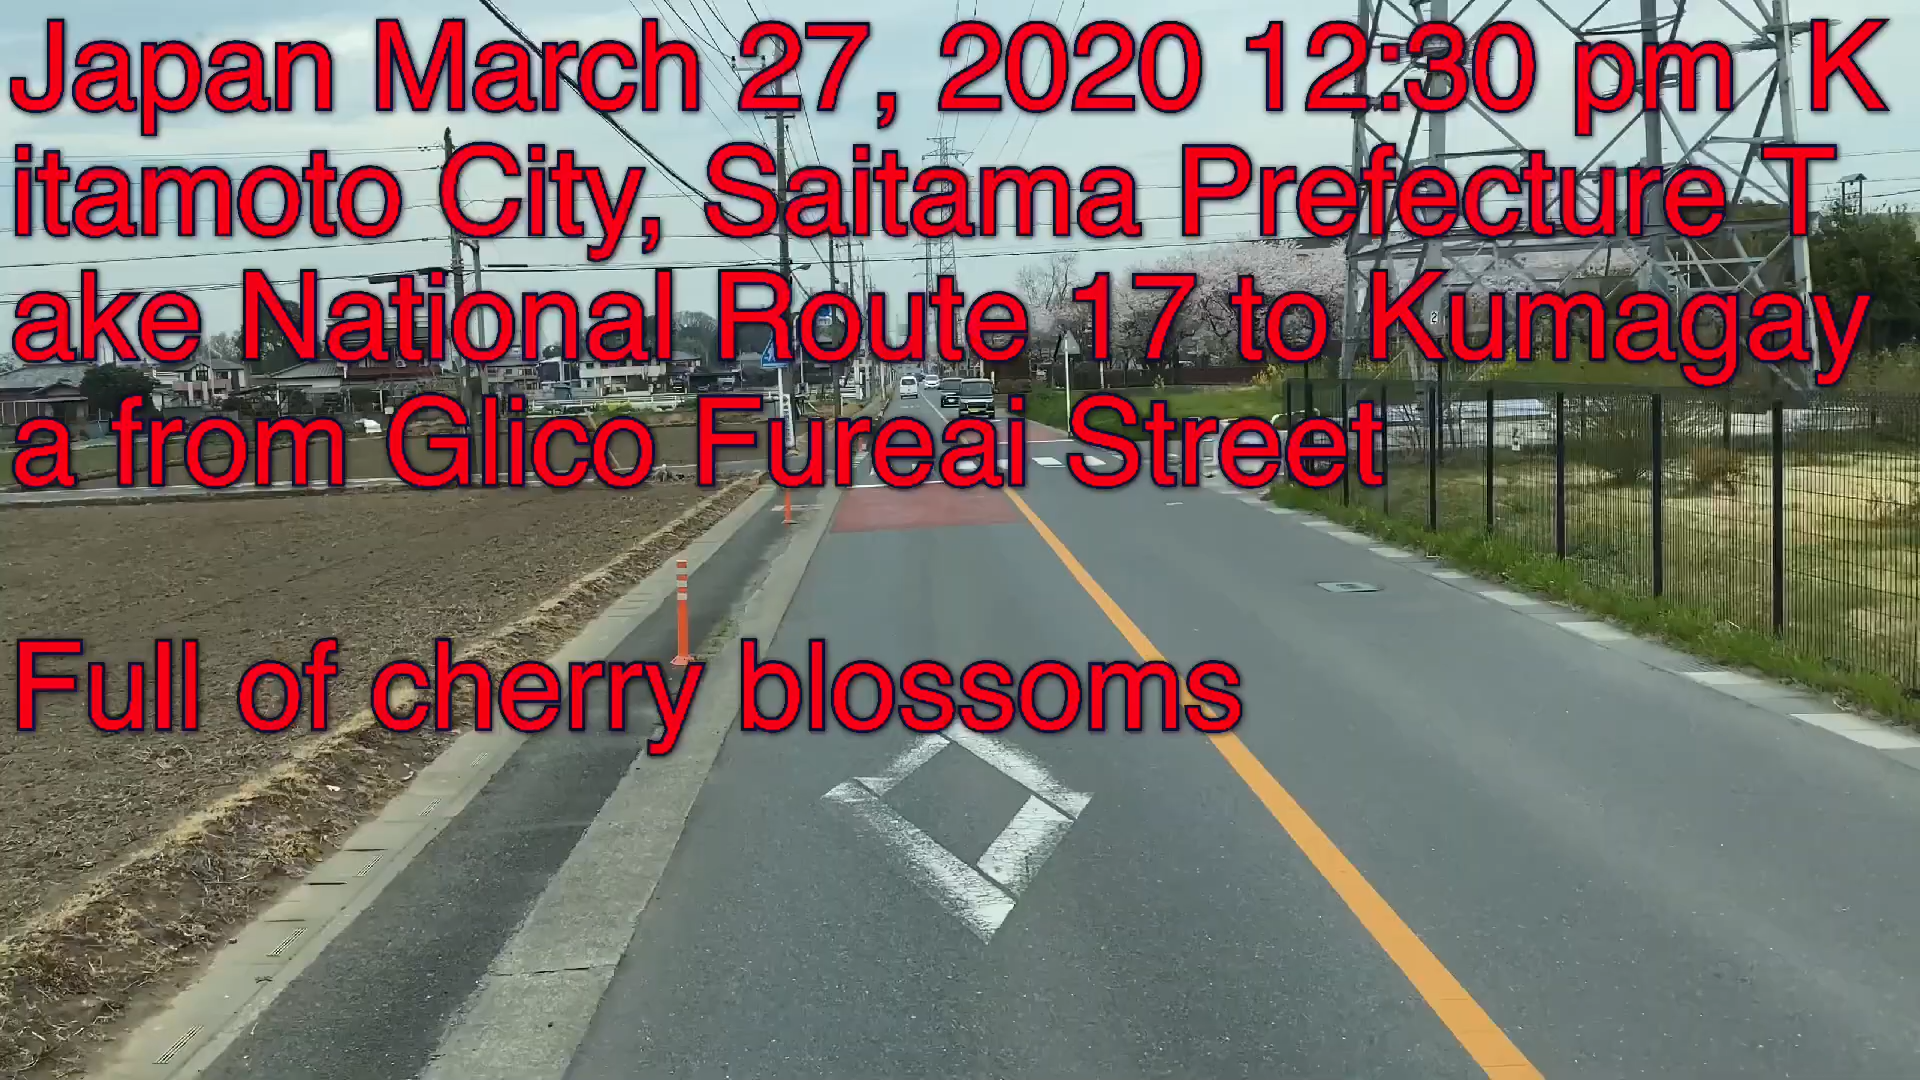 Japan March 27, 2020 12:30 pm  K
itamoto City, Saitama Prefecture T
ake National Route 17 to Kumagay
a from Glico Fureai Street
Full of cherry blossoms
2